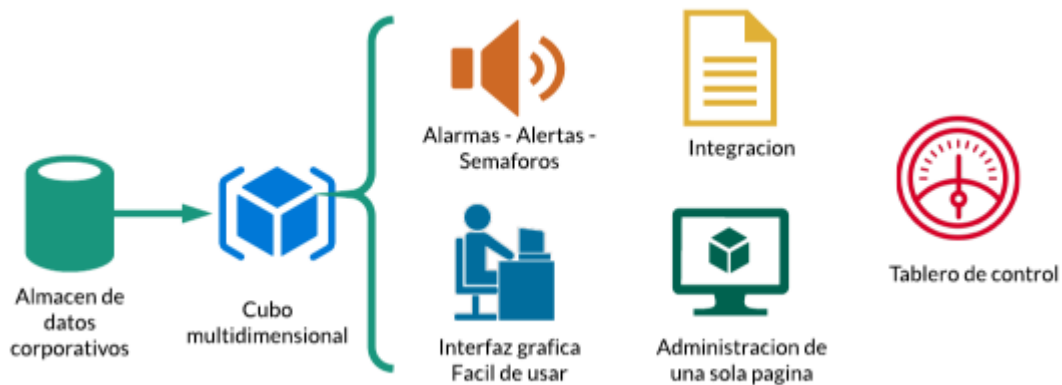 Almacen de
datos
corporativos
Cubo
multidimensional
Alarmas - Alertas -
Semaforos
Integracion
Interfaz grafica
Facil de usar
Administracion de
una sola pagina
Tablero de control